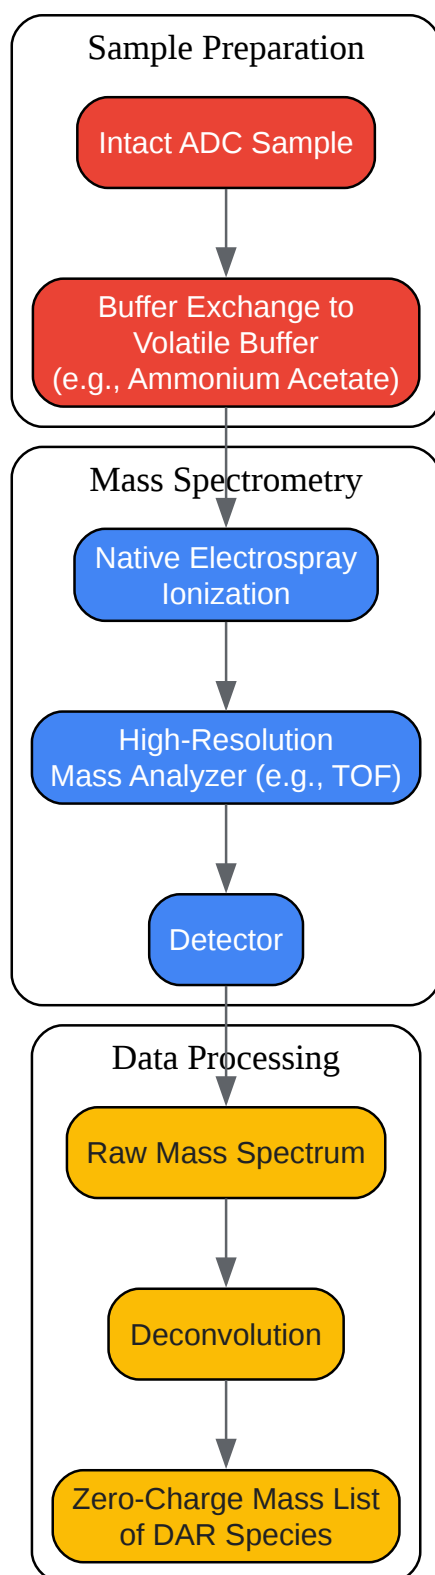 Sample Preparation
Intact ADC Sample
Buffer Exchange to
Volatile Buffer
(e.g., Ammonium Acetate)
Mass Spectrometry
Native Electrospray
Ionization
High-Resolution
Mass Analyzer (e.g., TOF)
Detector
Data Processing
Raw Mass Spectrum
Deconvolution
Zero-Charge Mass List
of DAR Species